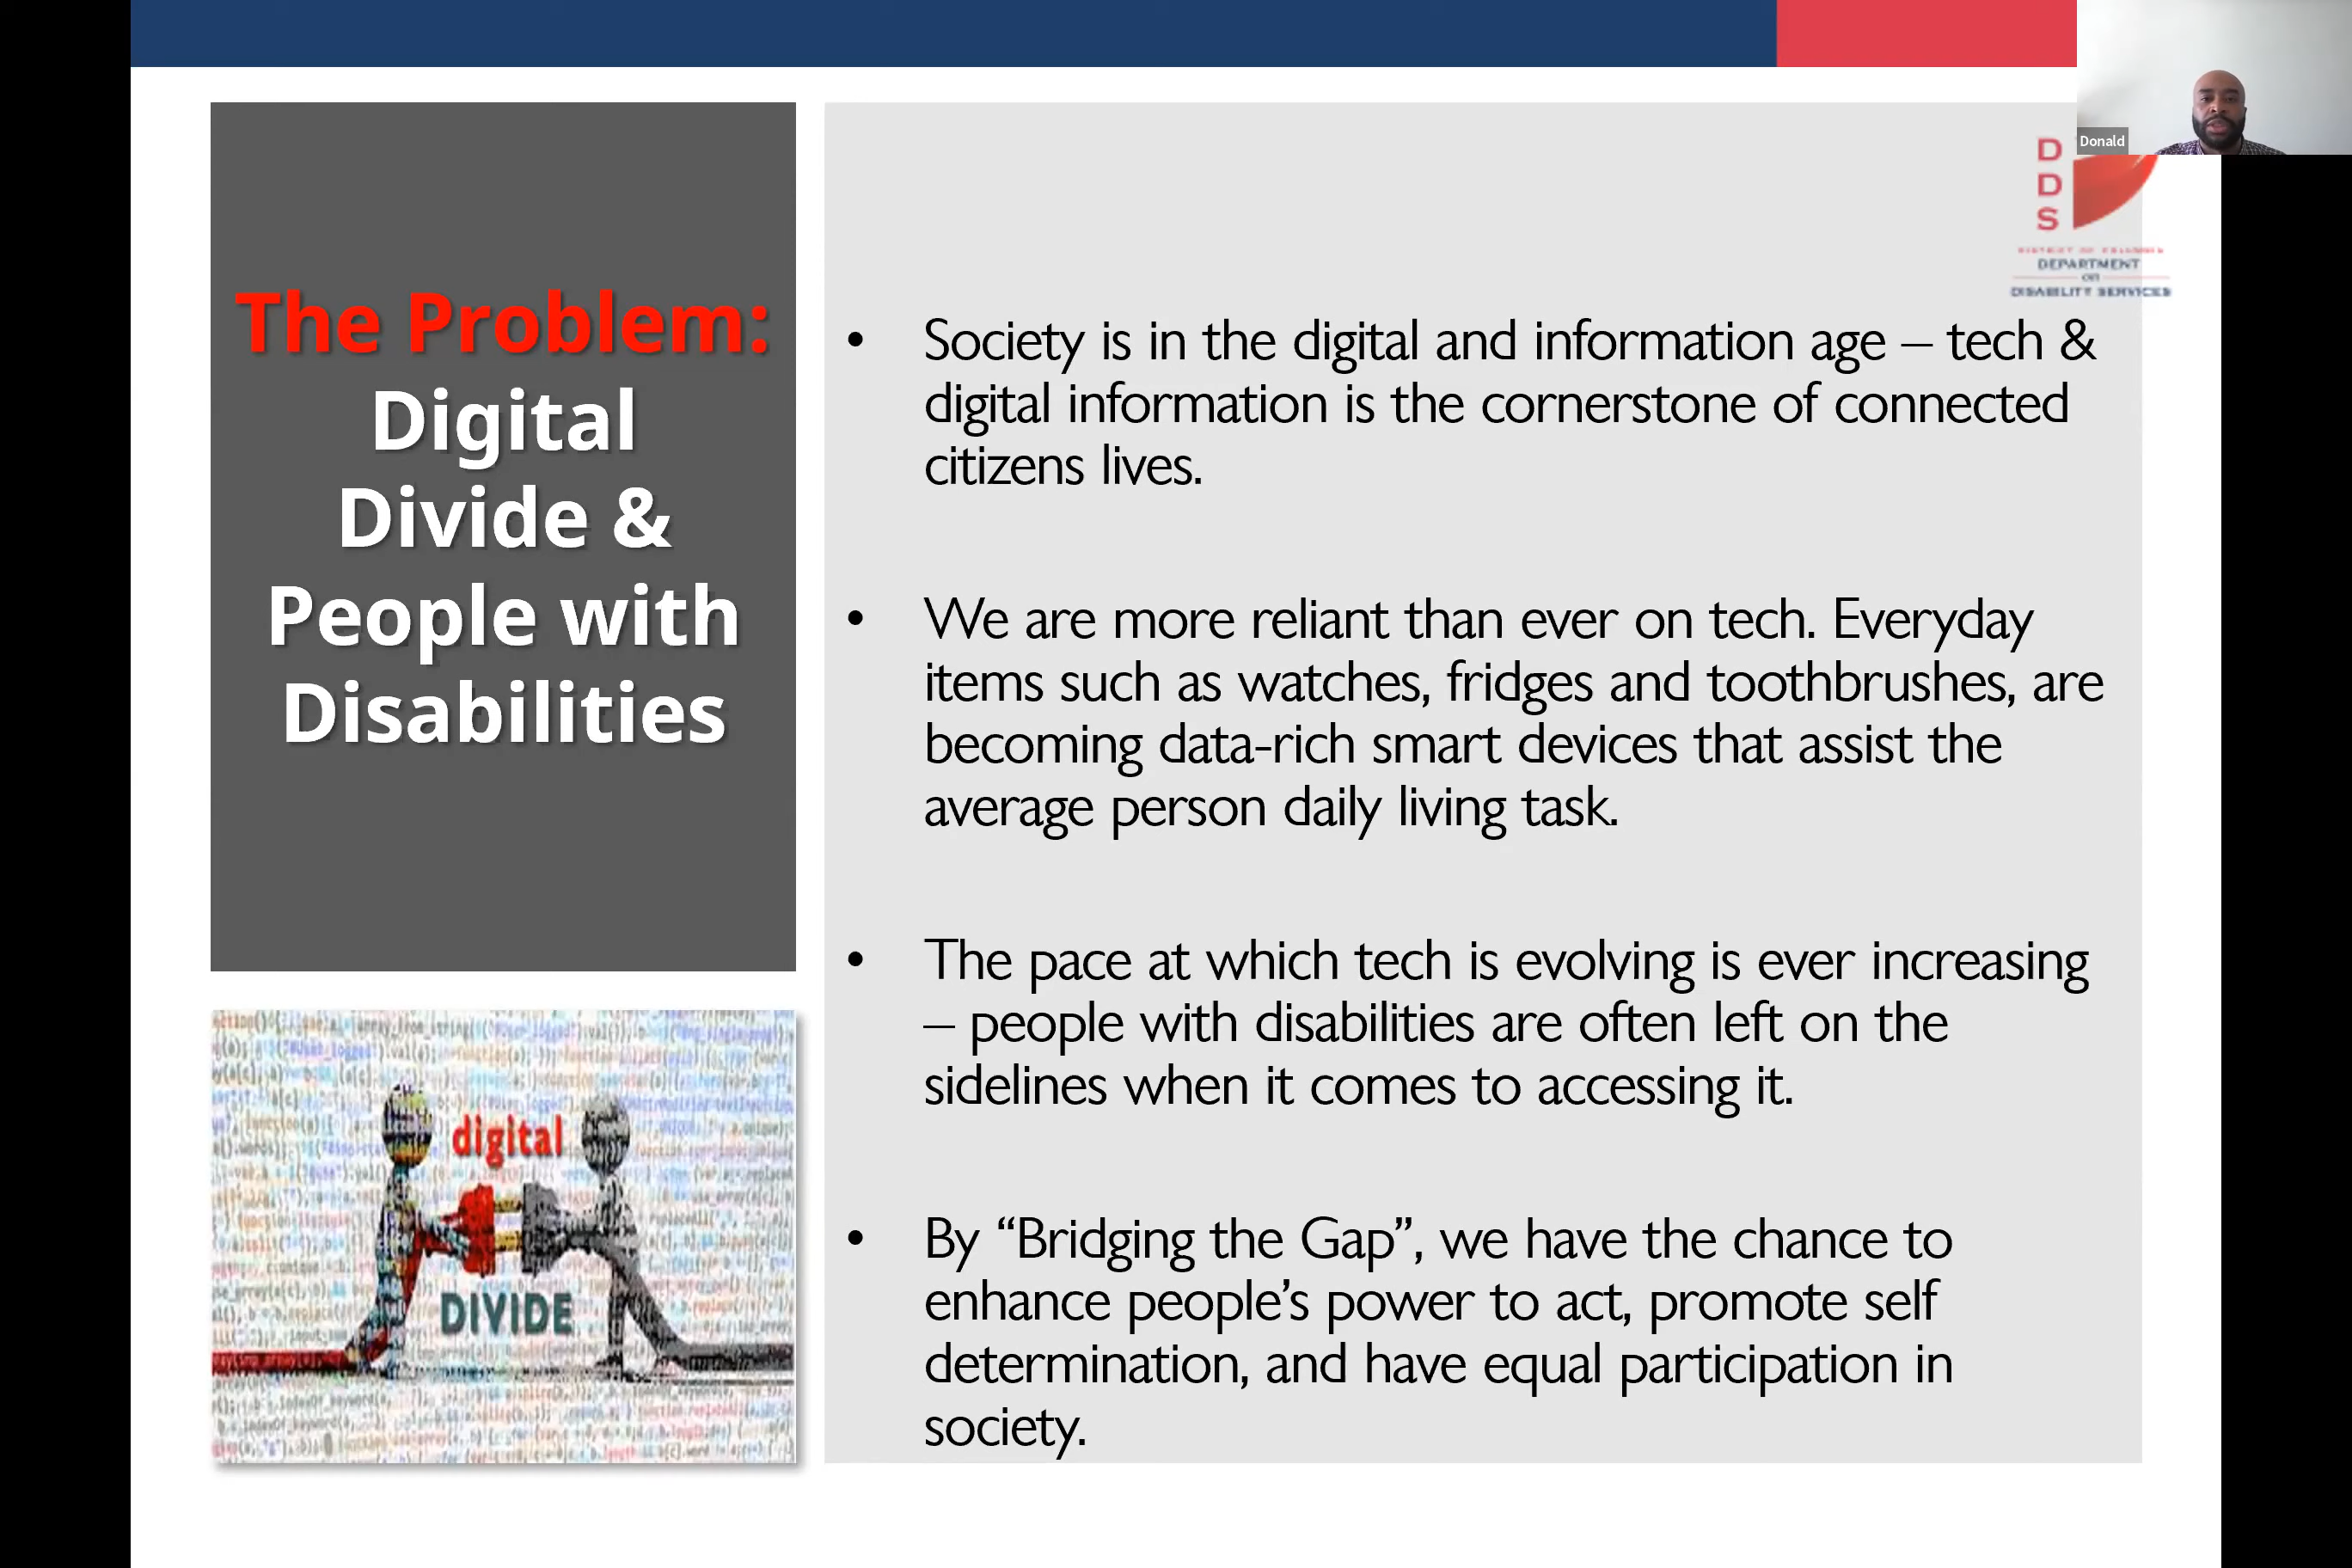 Donald
D
D
S
DISTRICT OF COLUMBIA
DEPARTMENT
ON
DISABILITY SERVICES
The Problem:
Digital
Divide &
People with
Disabilities
• Society is in the digital and information age – tech &
digital information is the cornerstone of connected
citizens lives.
• We are more reliant than ever on tech. Everyday
items such as watches, fridges and toothbrushes, are
becoming data-rich smart devices that assist the
average person daily living task.
• The pace at which tech is evolving is ever increasing
– people with disabilities are often left on the
sidelines when it comes to accessing it.
• By “Bridging the Gap”, we have the chance to
enhance people’s power to act, promote self
determination, and have equal participation in
society.
digital
DIVIDE